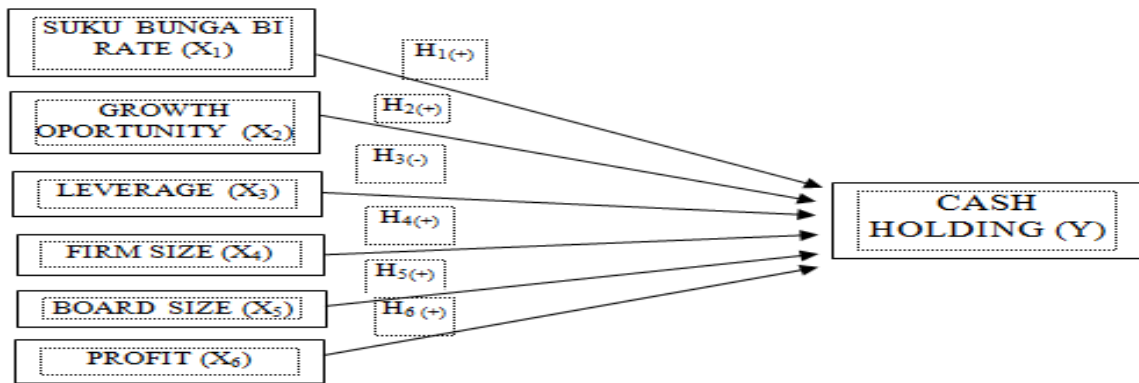 SUKU BUNGA BI
RATE (X1)
H1(+)
GROWTH
OPORTUNITY (X2)
H2(+)
H3(-)
LEVERAGE (X3)
CASH
HOLDING (Y)
H4(+)
FIRM SIZE (X4)
H5(+)
BOARD SIZE (X5)
H6 (+)
PROFIT (X6)